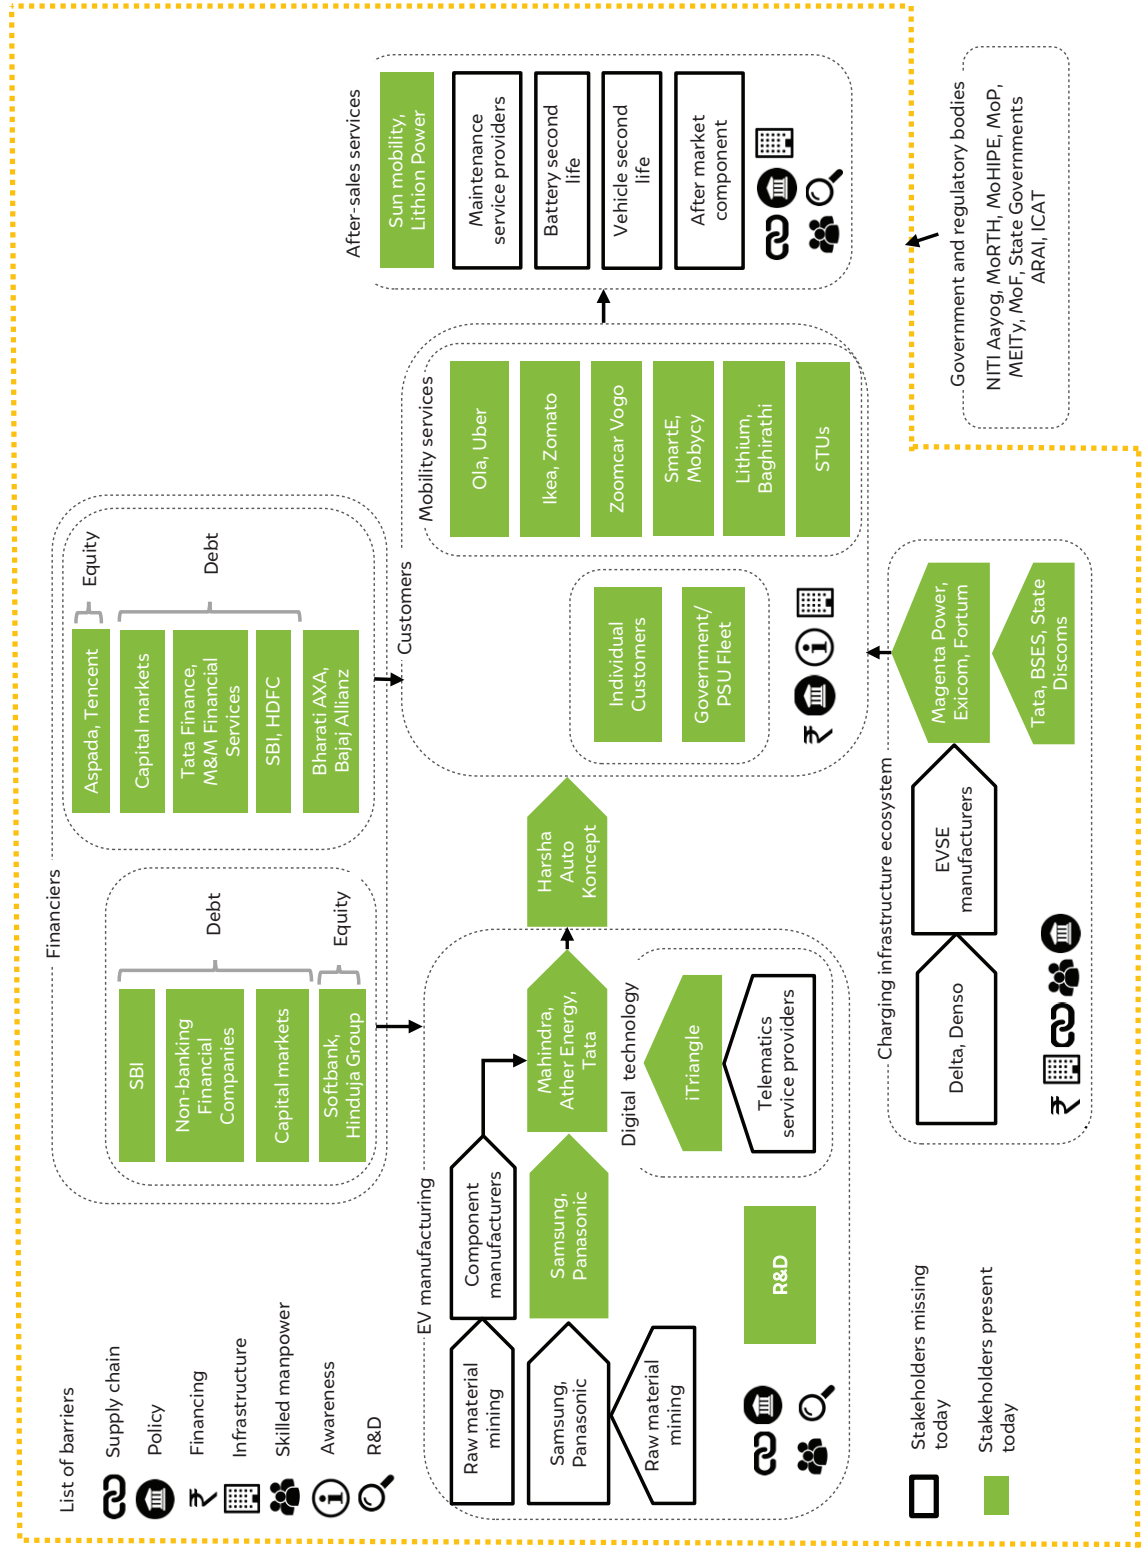 List of barriers
Supply chain
Policy
Financing
Infrastructure
Skilled manpower
Awareness
R&D
Financiers
SBI
Non-banking
Financial
Companies
Capital markets
Debt
Softbank,
Hinduja Group
Equity
Aspada, Tencent
Equity
Capital markets
Tata Finance,
M&M Financial
Services
SBI, HDFC
Debt
Bharati AXA,
Bajaj Allianz
EV manufacturing
Raw material
mining
Component
manufacturers
Samsung,
Panasonic
Samsung,
Panasonic
Raw material
mining
Mahindra,
Ather Energy,
Tata
Digital technology
iTriangle
Telematics
service providers
R&D
Harsha
Auto
Koncept
Customers
Individual
Customers
Government/
PSU Fleet
Mobility services
Ola, Uber
Ikea, Zomato
Zoomcar Vogo
SmartE,
Mobycy
Lithium,
Baghirathi
STUs
After-sales services
Sun mobility,
Lithion Power
Maintenance
service providers
Battery second
life
Vehicle second
life
After market
component
Charging infrastructure ecosystem
Delta, Denso
EVSE
manufacturers
Magenta Power,
Exicom, Fortum
Tata, BSES, State
Discoms
Government and regulatory bodies
NITI Aayog, MoRTH, MoHIPE, MoP,
MEITy, MoF, State Governments
ARAI, ICAT
Stakeholders missing
today
Stakeholders present
today